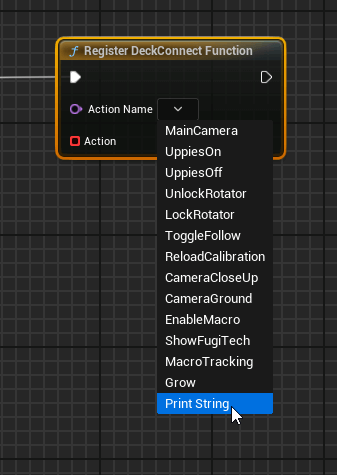 f Register DeckConnect Function
Action Name
Action
MainCamera
UppiesOn
UppiesOff
UnlockRotator
LockRotator
ToggleFollow
ReloadCalibration
CameraCloseUp
CameraGround
EnableMacro
ShowFugiTech
MacroTracking
Grow
Print String